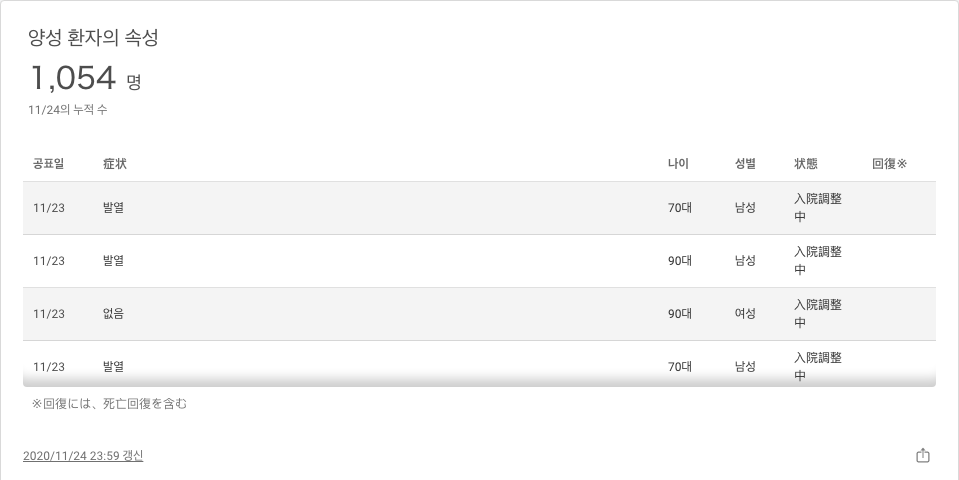 양성 환자의 속성
1,054 명
11/24의 누적 수
공표일 症状 나이 성별 状態 回復※
11/23 발열 70대 남성 入院調整
中
11/23 발열 90대 남성 入院調整
中
11/23 없음 90대 여성 入院調整
中
11/23 발열 70대 남성 入院調整
中
※回復には、死亡回復を含む
2020/11/24 23:59 갱신